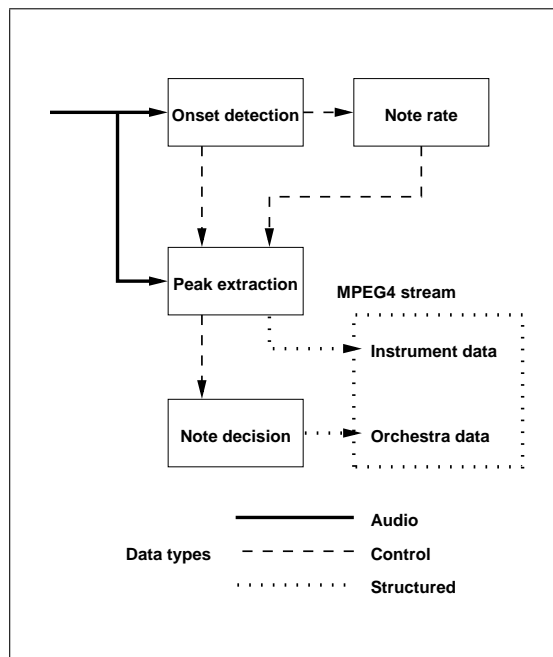 Onset detection
Note rate
Peak extraction
MPEG4 stream
Instrument data
Note decision
Orchestra data
Audio
Data types
Control
Structured